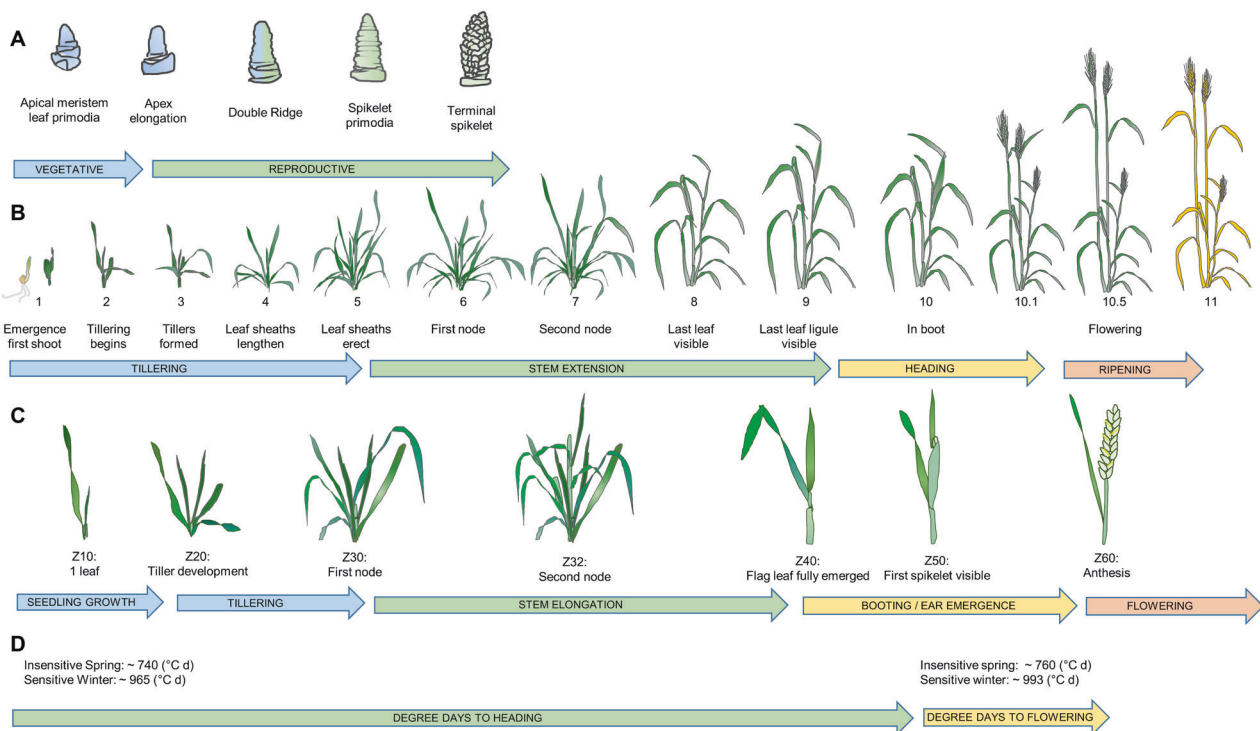 A
Apical meristem
leaf primodia
Apex
elongation
Double Ridge
Spikelet
primodia
Terminal
spikelet
VEGETATIVE
REPRODUCTIVE
B
1
2
3
4
5
6
7
8
9
10
10.1
10.5
11
Emergence
first shoot
Tillering
begins
Tillers
formed
Leaf sheaths
lengthen
Leaf sheaths
erect
First node
Second node
Last leaf
visible
Last leaf ligule
visible
In boot
Flowering
TILLERING
STEM EXTENSION
HEADING
RIPENING
C
Z10:
1 leaf
Z20:
Tiller development
Z30:
First node
Z32:
Second node
Z40:
Flag leaf fully emerged
Z50:
First spikelet visible
Z60:
Anthesis
SEEDLING GROWTH
TILLERING
STEM ELONGATION
BOOTING / EAR EMERGENCE
FLOWERING
D
Insensitive Spring: ~ 740 (°C d)
Sensitive Winter: ~ 965 (°C d)
Insensitive spring: ~ 760 (°C d)
Sensitive winter: ~ 993 (°C d)
DEGREE DAYS TO HEADING
DEGREE DAYS TO FLOWERING